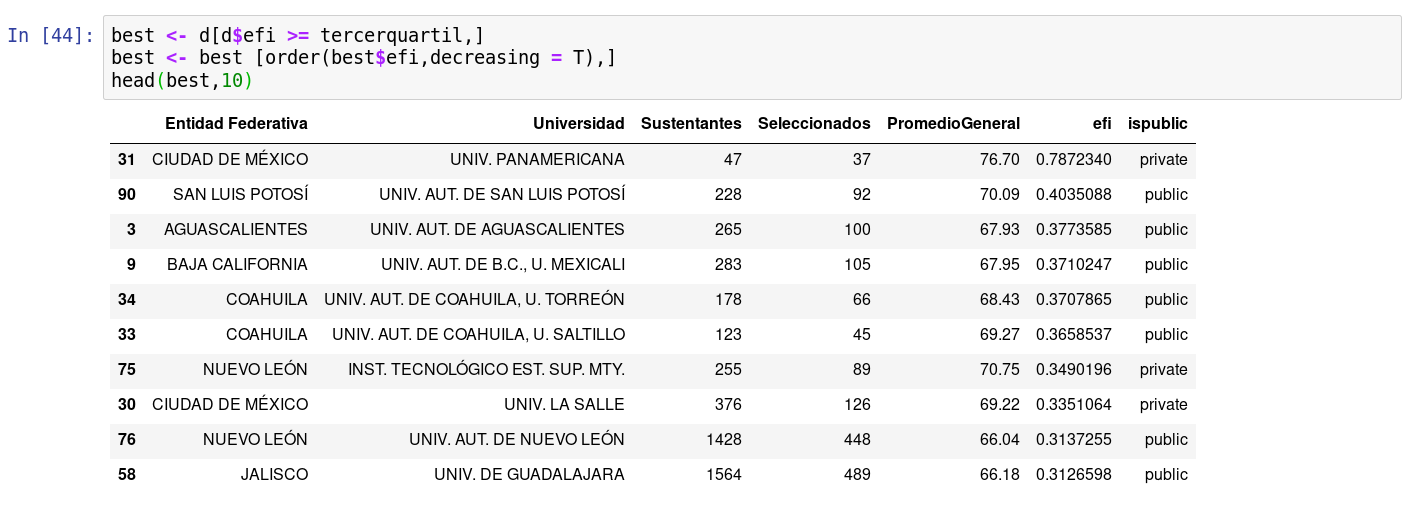 In [44]: best <- d[d$efi >= tercerquartil,]
best <- best [order(best$efi,decreasing = T),]
head(best,10)
Entidad Federativa Universidad Sustentantes Seleccionados PromedioGeneral efi ispublic
31 CIUDAD DE MÉXICO UNIV. PANAMERICANA 47 37 76.70 0.7872340 private
90 SAN LUIS POTOSÍ UNIV. AUT. DE SAN LUIS POTOSÍ 228 92 70.09 0.4035088 public
3 AGUASCALIENTES UNIV. AUT. DE AGUASCALIENTES 265 100 67.93 0.3773585 public
9 BAJA CALIFORNIA UNIV. AUT. DE B.C., U. MEXICALI 283 105 67.95 0.3710247 public
34 COAHUILA UNIV. AUT. DE COAHUILA, U. TORREÓN 178 66 68.43 0.3707865 public
33 COAHUILA UNIV. AUT. DE COAHUILA, U. SALTILLO 123 45 69.27 0.3658537 public
75 NUEVO LEÓN INST. TECNOLÓGICO EST. SUP. MTY. 255 89 70.75 0.3490196 private
30 CIUDAD DE MÉXICO UNIV. LA SALLE 376 126 69.22 0.3351064 private
76 NUEVO LEÓN UNIV. AUT. DE NUEVO LEÓN 1428 448 66.04 0.3137255 public
58 JALISCO UNIV. DE GUADALAJARA 1564 489 66.18 0.3126598 public